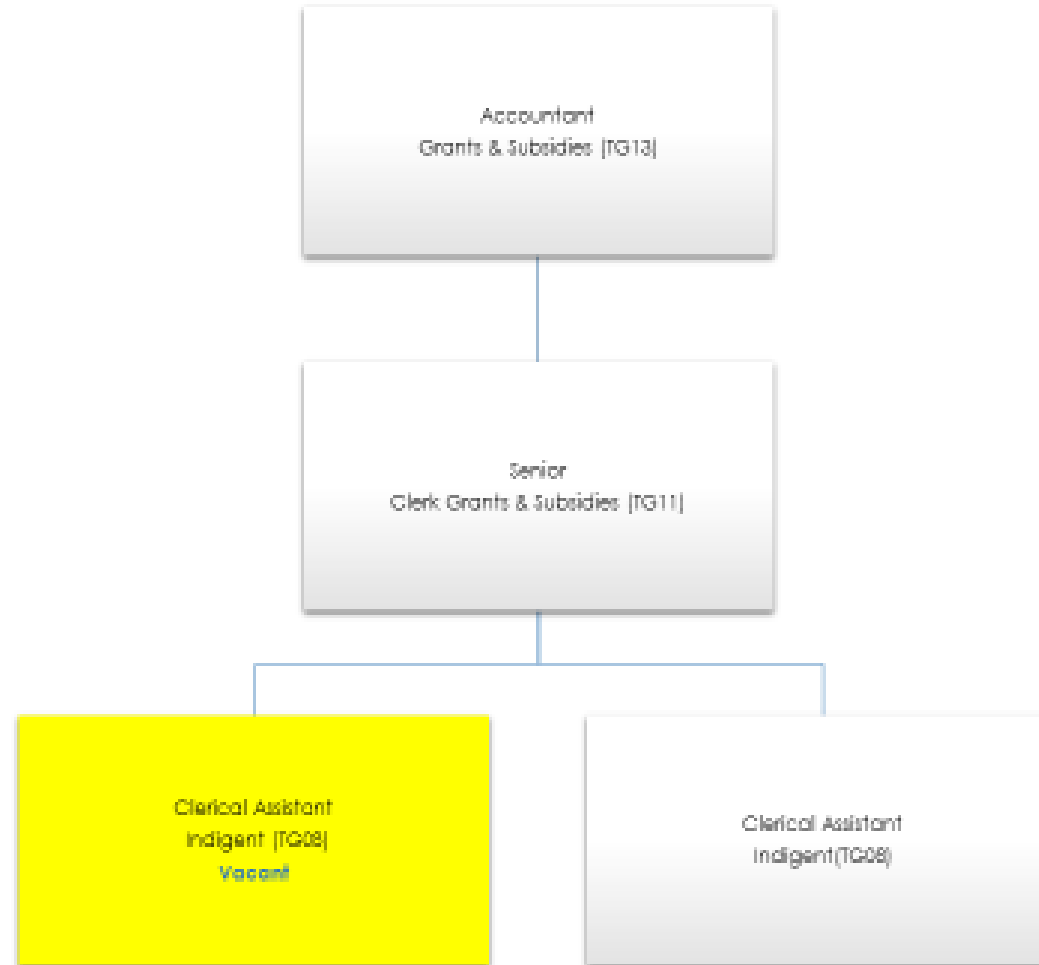 Accountant
Grants & Subsidies (TG13)
Senior
Clerk Grants & Subsidies (TG11)
Clerical Assistant
Indigent (TG08)
Vacant
Clerical Assistant
Indigent(TG08)